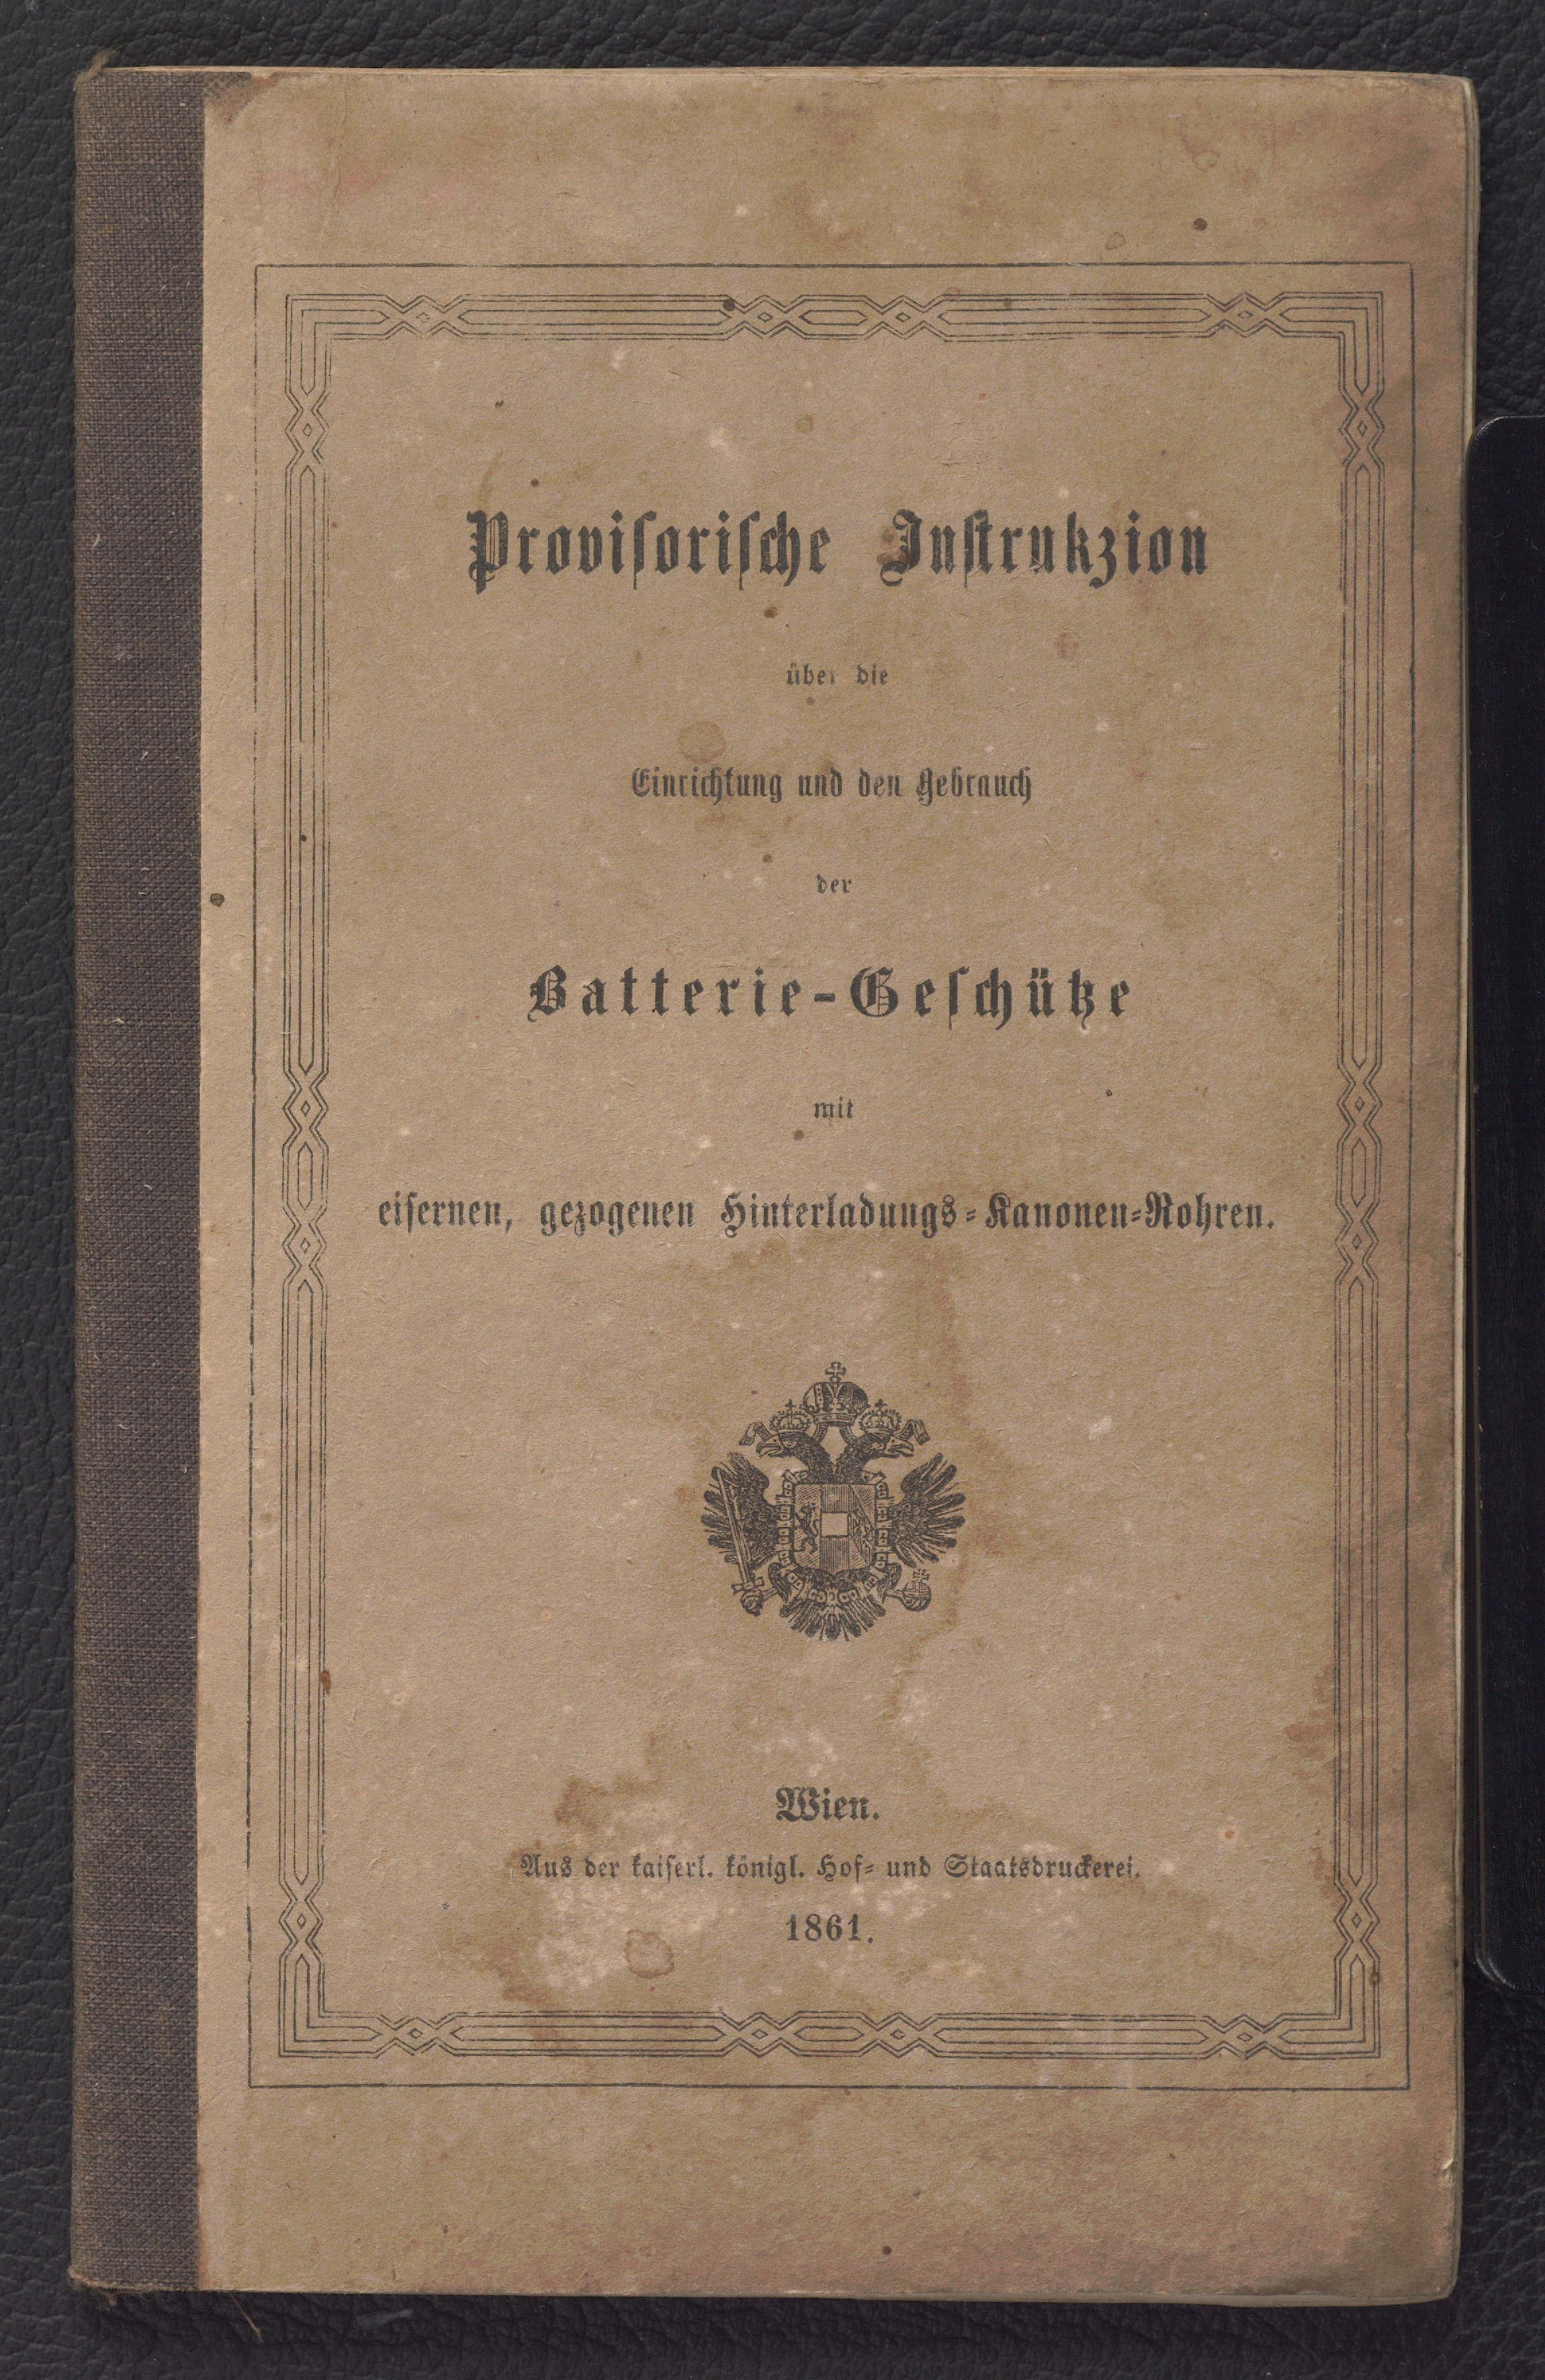 Provisorische Instrukzion
über die
Einrichtung und den Gebrauch
der
Batterie-Geschütze
mit
eisernen, gezogenen Hinterladungs-Kanonen-Rohren.
Wien.
Aus der kaiserl. königl. Hof- und Staatsdruckerei.
1861.